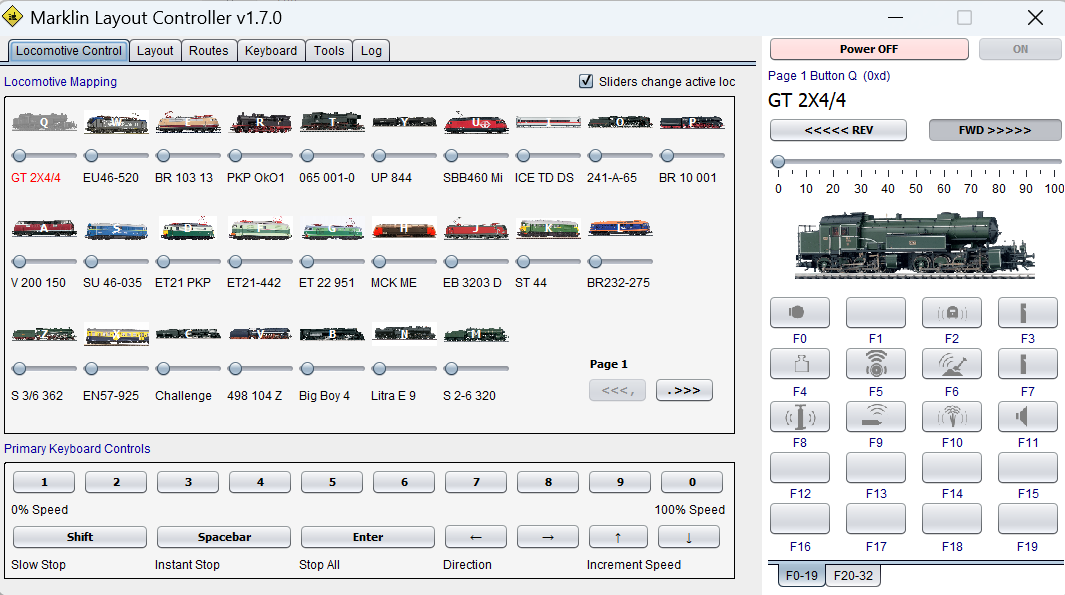 Marklin Layout Controller v1.7.0
Locomotive Control Layout Routes Keyboard Tools Log
Locomotive Mapping
Sliders change active loc
Q W E R T Y U I O P
GT 2X4/4 EU46-520 BR 103 13 PKP OkO1 065 001-0 UP 844 SBB460 Mi ICE TD DS 241-A-65 BR 10 001
A S D F G H J K L
V 200 150 SU 46-035 ET21 PKP ET21-442 ET 22 951 MCK ME EB 3203 D ST 44 BR232-275
Z X C V B N M
S 3/6 362 EN57-925 Challenge 498 104 Z Big Boy 4 Litra E 9 S 2-6 320
Page 1
<<<, .>>>
Primary Keyboard Controls
1 2 3 4 5 6 7 8 9 0
0% Speed 100% Speed
Shift Spacebar Enter ← → ↑ ↓
Slow Stop Instant Stop Stop All Direction Increment Speed
Power OFF ON
Page 1 Button Q (0xd)
GT 2X4/4
<<<<< REV FWD >>>>>
0 10 20 30 40 50 60 70 80 90 100
F0 F1 F2 F3
F4 F5 F6 F7
F8 F9 F10 F11
F12 F13 F14 F15
F16 F17 F18 F19
F0-19 F20-32